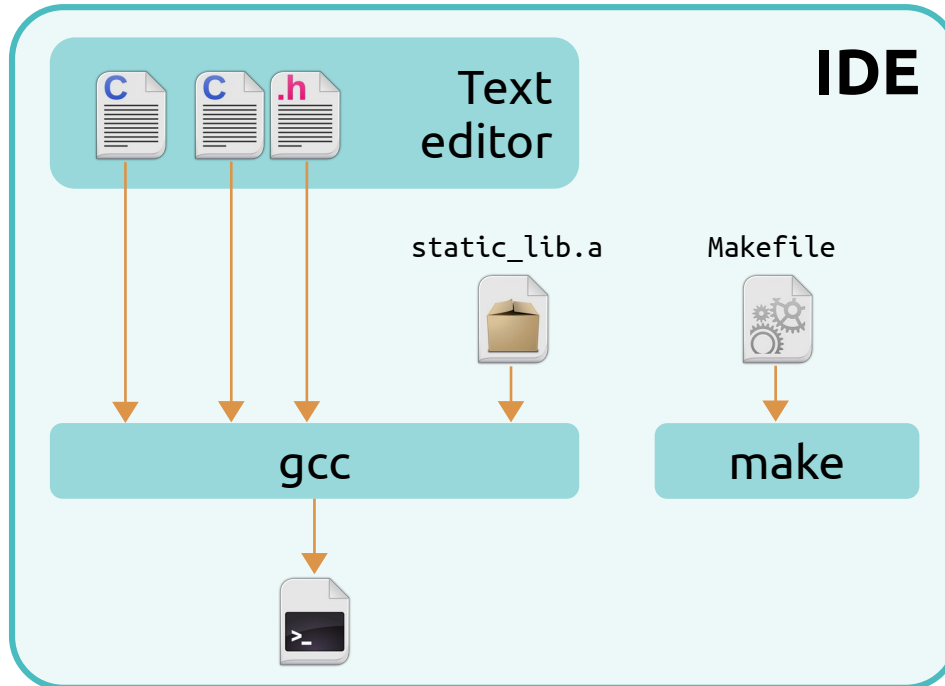 IDE
C
C
.h
Text
editor
static_lib.a
Makefile
gcc
make
>_